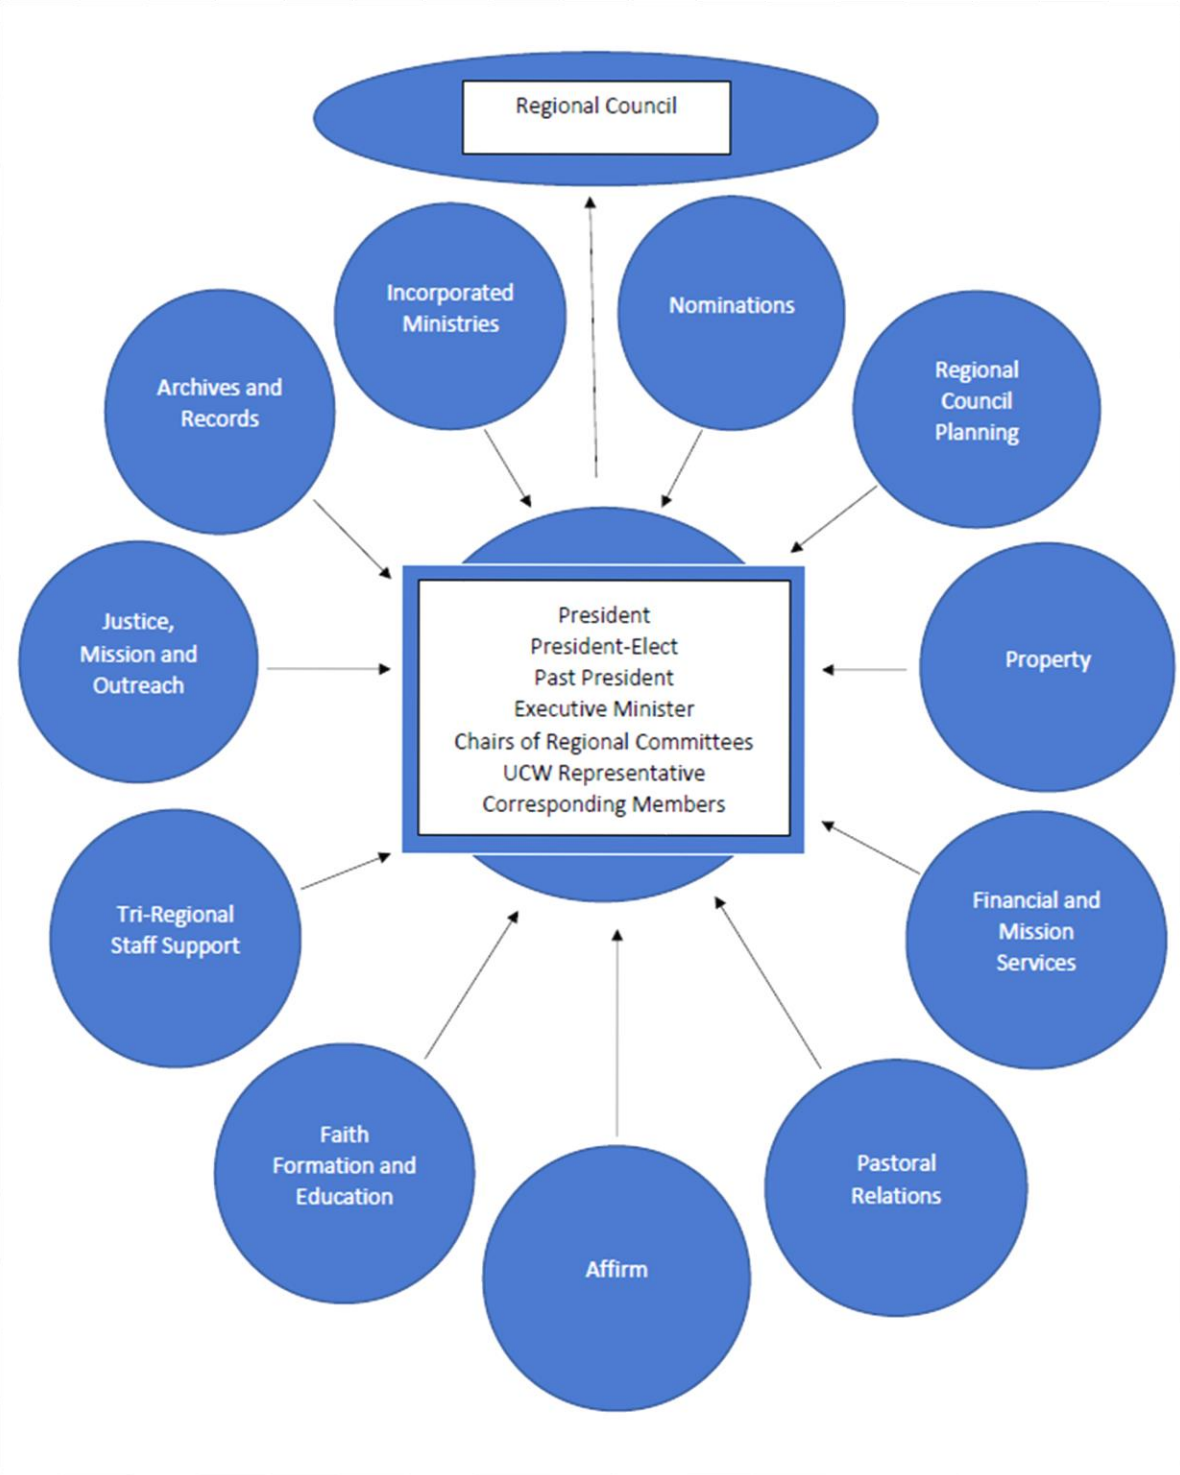 Regional Council
Incorporated
Ministries
Nominations
Archives and
Records
Regional
Council
Planning
Justice,
Mission and
Outreach
President
President-Elect
Past President
Executive Minister
Chairs of Regional Committees
UCW Representative
Corresponding Members
Property
Tri-Regional
Staff Support
Financial and
Mission
Services
Faith
Formation and
Education
Affirm
Pastoral
Relations